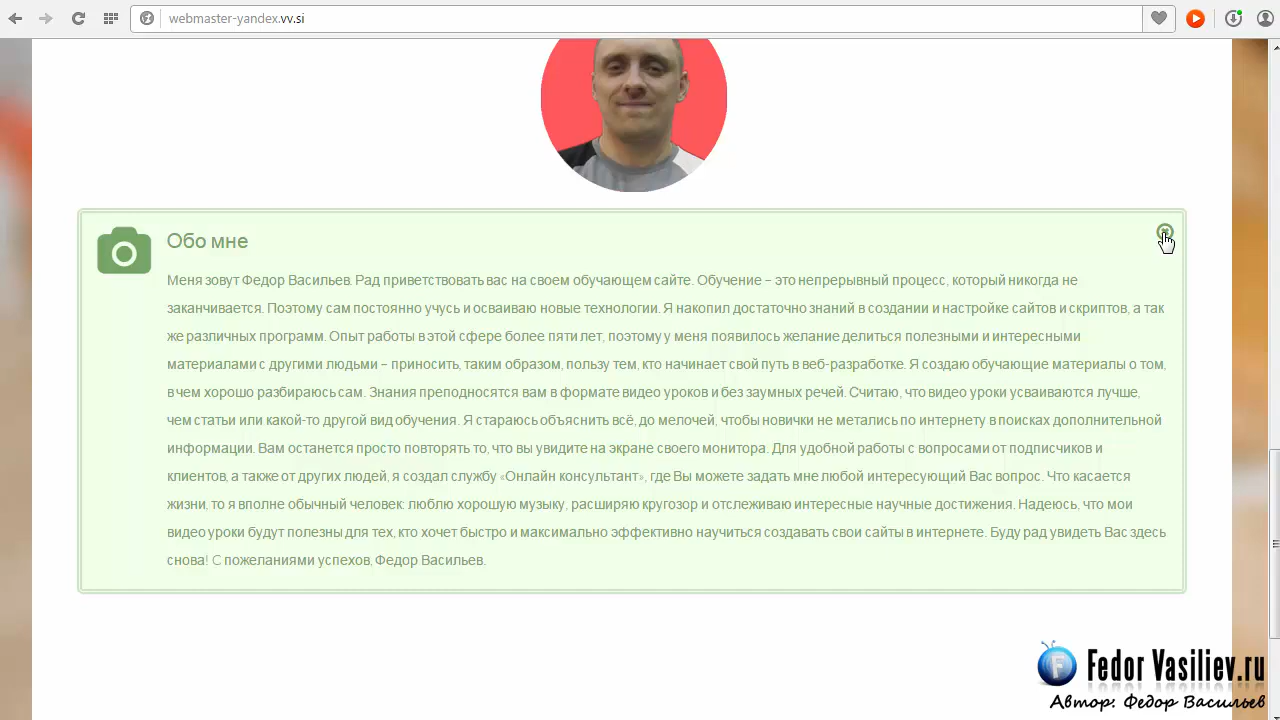 webmaster-yandex.vv.si
Обо мне
Меня зовут Федор Васильев. Рад приветствовать вас на своем обучающем сайте. Обучение – это непрерывный процесс, который никогда не
заканчивается. Поэтому сам постоянно учусь и осваиваю новые технологии. Я накопил достаточно знаний в создании и настройке сайтов и скриптов, а так
же различных программ. Опыт работы в этой сфере более пяти лет, поэтому у меня появилось желание делиться полезными и интересными
материалами с другими людьми – приносить, таким образом, пользу тем, кто начинает свой путь в веб-разработке. Я создаю обучающие материалы о том,
в чем хорошо разбираюсь сам. Знания преподносятся вам в формате видео уроков и без заумных речей. Считаю, что видео уроки усваиваются лучше,
чем статьи или какой-то другой вид обучения. Я стараюсь объяснить всё, до мелочей, чтобы новички не метались по интернету в поисках дополнительной
информации. Вам останется просто повторять то, что вы увидите на экране своего монитора. Для удобной работы с вопросами от подписчиков и
клиентов, а также от других людей, я создал службу «Онлайн консультант», где Вы можете задать мне любой интересующий Вас вопрос. Что касается
жизни, то я вполне обычный человек: люблю хорошую музыку, расширяю кругозор и отслеживаю интересные научные достижения. Надеюсь, что мои
видео уроки будут полезны для тех, кто хочет быстро и максимально эффективно научиться создавать свои сайты в интернете. Буду рад увидеть Вас здесь
снова! С пожеланиями успехов, Федор Васильев.
Fedor Vasiliev.ru
Автор: Федор Васильев